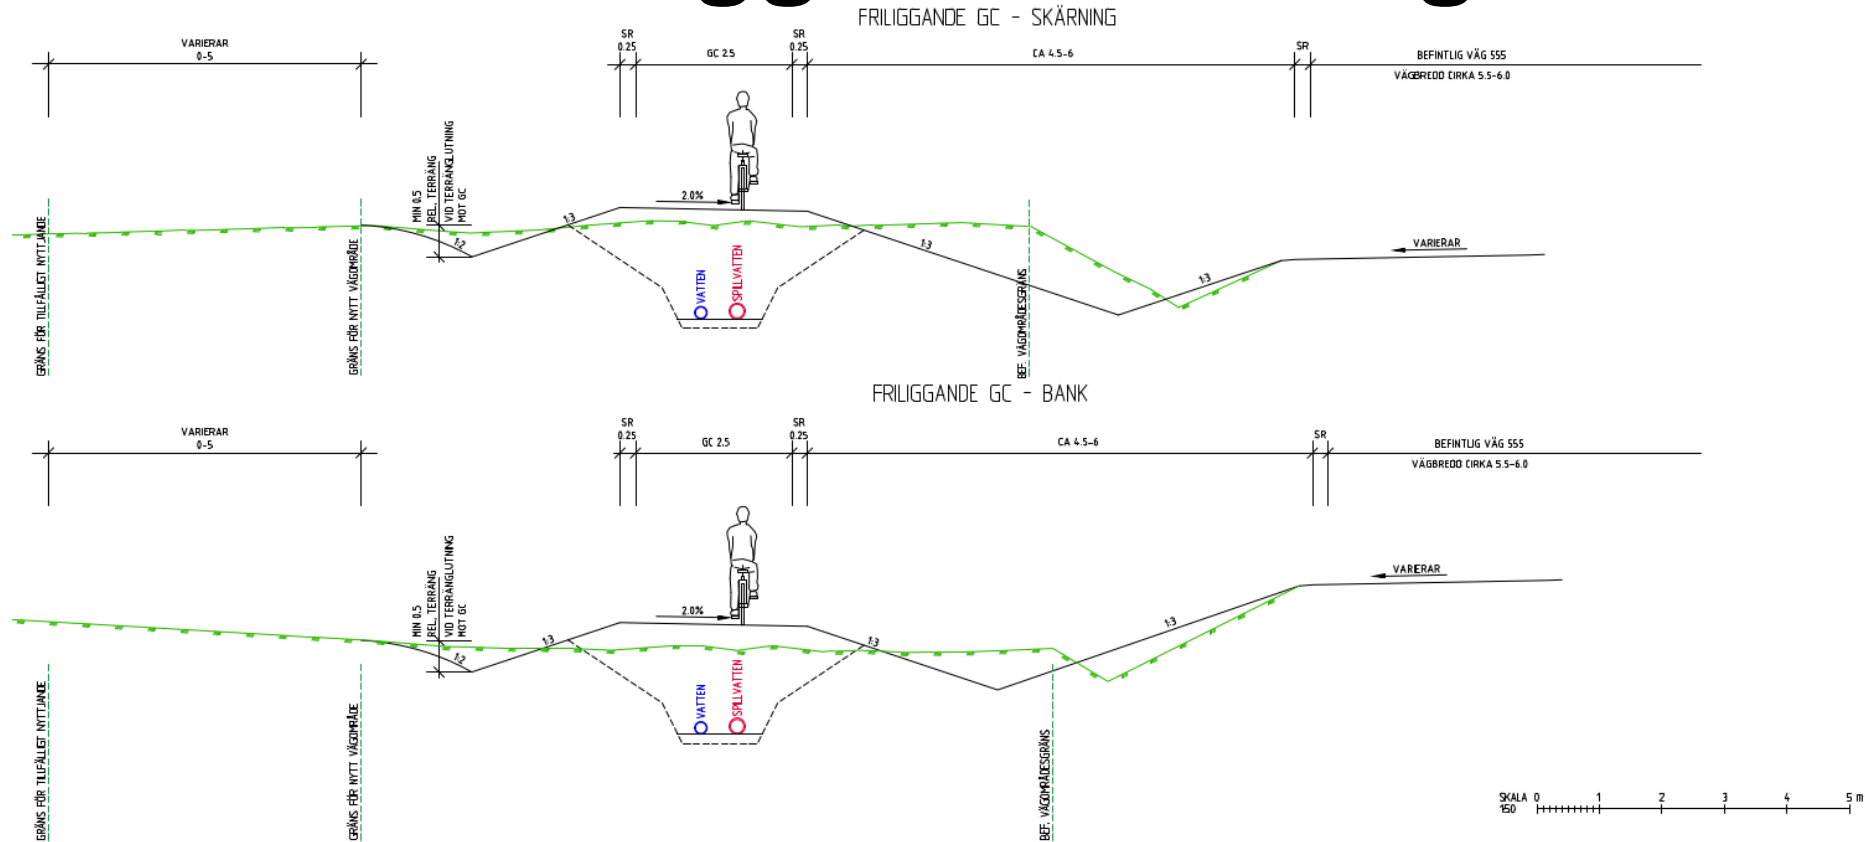 FRILIGGANDE GC - SKÄRNING
VARIERAR
0-5
SR
0.25
GC 2.5
SR
0.25
CA 4.5-6
SR
BEFINTLIG VÄG 555
VÄGBREDD CIRKA 5.5-6.0
MIN 0.5
REL. TERRÄNG
VID TERRÄNGLUTNING
MOT GC
1:2
1:3
2.0%
1:3
1:3
VARIERAR
VATTEN
SPILLVATTEN
GRÄNS FÖR TILLFÄLLIGT NYTTJANDE
GRÄNS FÖR NYTT VÄGOMRÅDE
BEF. VÄGOMRÅDESGRÄNS
FRILIGGANDE GC - BANK
VARIERAR
0-5
SR
0.25
GC 2.5
SR
0.25
CA 4.5-6
SR
BEFINTLIG VÄG 555
VÄGBREDD CIRKA 5.5-6.0
MIN 0.5
REL. TERRÄNG
VID TERRÄNGLUTNING
MOT GC
1:2
1:3
2.0%
1:3
1:3
VARIERAR
VATTEN
SPILLVATTEN
GRÄNS FÖR TILLFÄLLIGT NYTTJANDE
GRÄNS FÖR NYTT VÄGOMRÅDE
BEF. VÄGOMRÅDESGRÄNS
SKALA 0 1 2 3 4 5 m
1:50